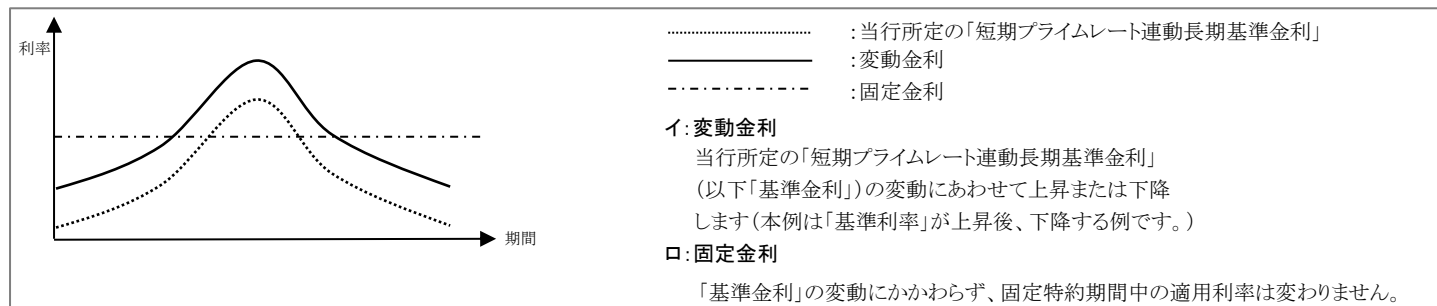 利率
期間
:当行所定の「短期プライムレート連動長期基準金利」
:変動金利
:固定金利
イ:変動金利
当行所定の「短期プライムレート連動長期基準金利」
(以下「基準金利」)の変動にあわせて上昇または下降
します(本例は「基準利率」が上昇後、下降する例です。)
ロ:固定金利
「基準金利」の変動にかかわらず、固定特約期間中の適用利率は変わりません。